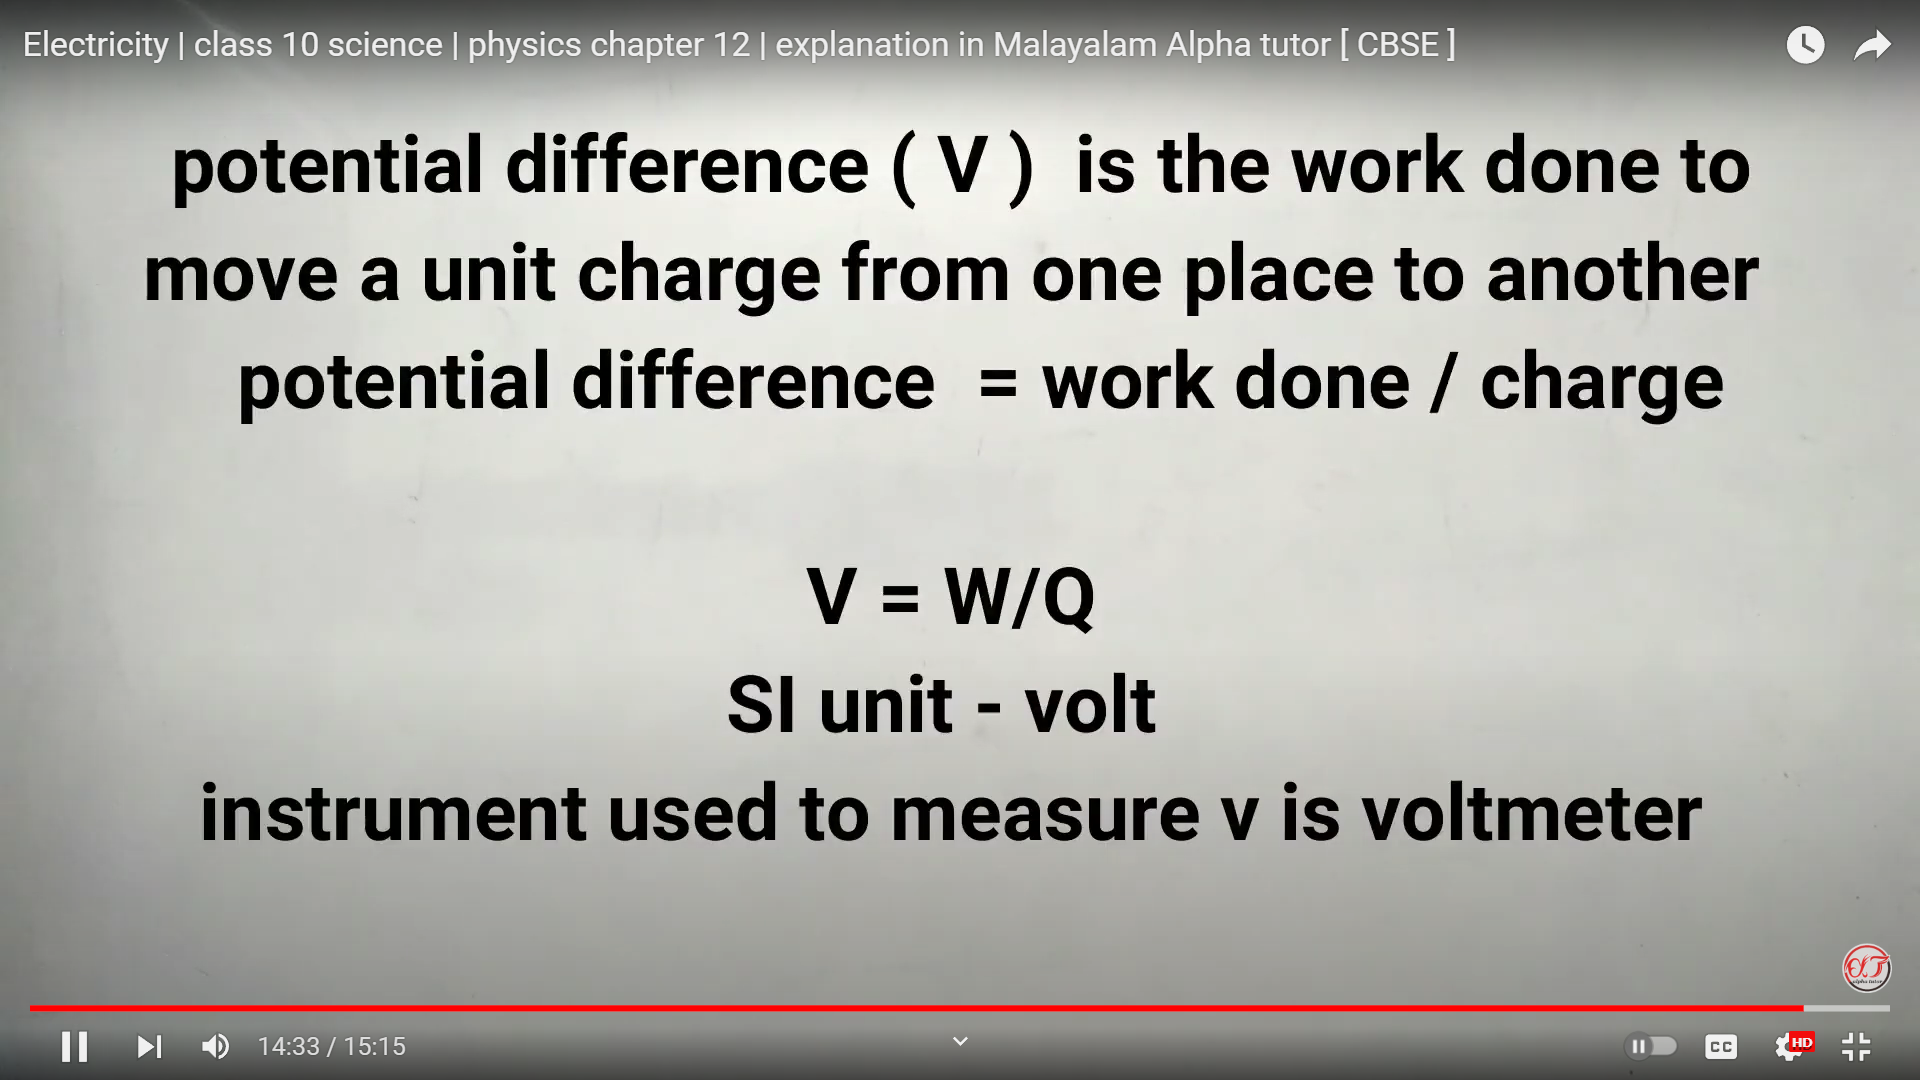 Electricity | class 10 science | physics chapter 12 | explanation in Malayalam Alpha tutor [ CBSE ]
potential difference ( V ) is the work done to
move a unit charge from one place to another
potential difference = work done / charge
V = W/Q
SI unit - volt
instrument used to measure v is voltmeter
alpha tutor
14:33 / 15:15
CC
HD